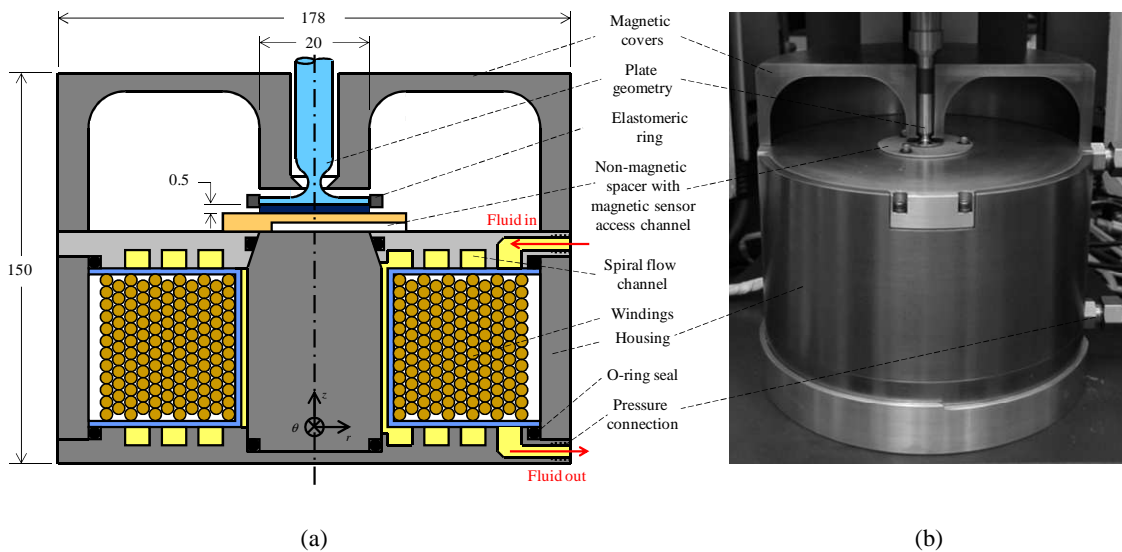 178
20
Magnetic
covers
Plate
geometry
Elastomeric
ring
0.5
Non-magnetic
spacer with
magnetic sensor
access channel
Fluid in
150
Spiral flow
channel
Windings
Housing
O-ring seal
Pressure
connection
z
θ
r
Fluid out
(a)
(b)